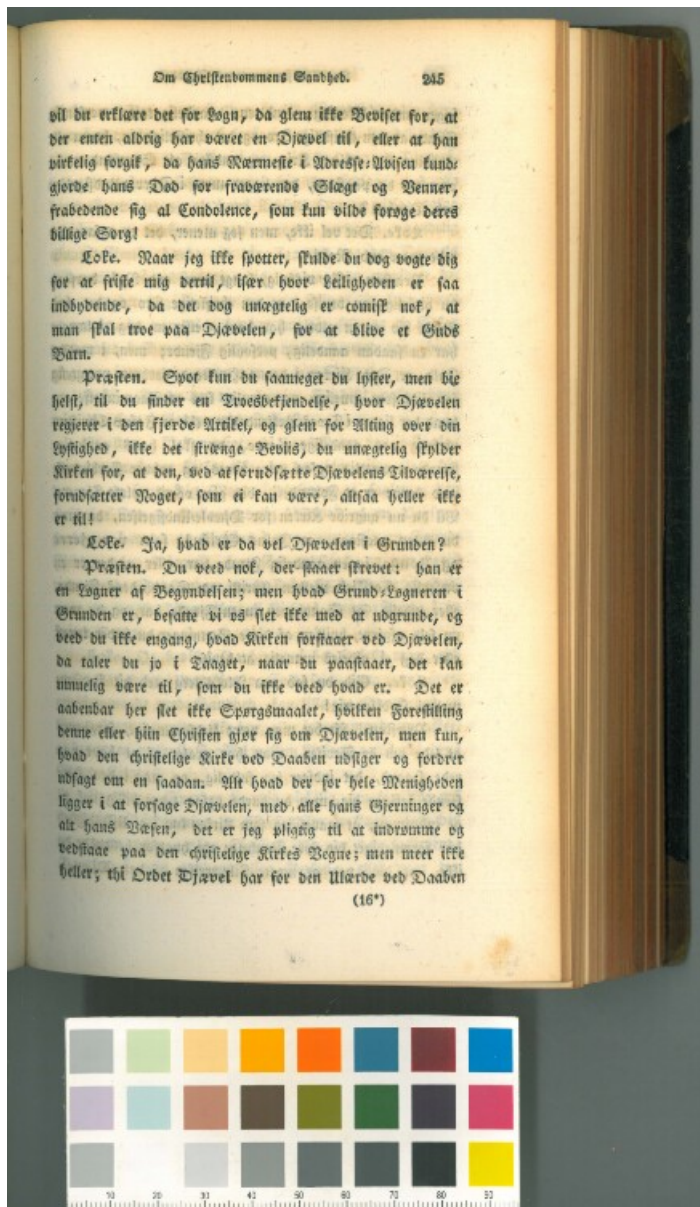 Om Christendommens Sandhed. 245
vil du erklære det for Løgn, da glem ikke Beviset for, at
der enten aldrig har været en Djævel til, eller at han
virkelig forgik, da hans Nærmeste i Adresse-Avisen kund-
gjorde hans Død for fraværende Slægt og Venner,
frabedende sig al Condolence, som kun vilde forøge deres
billige Sorg!
Loke. Naar jeg ikke spotter, skulde du dog vogte dig
for at friste mig dertil, især hvor Leiligheden er saa
indbydende, da det dog unægtelig er comisk nok, at
man skal troe paa Djævelen, for at blive et Guds
Barn.
Præsten. Spot kun du saameget du lyster, men bie
helst, til du finder en Troesbekjendelse, hvor Djævelen
regjerer i den fjerde Artikel, og glem for Alting over din
Lystighed, ikke det strænge Beviis, du unægtelig skylder
Kirken for, at den, ved at forudsætte Djævelens Tilværelse,
forudsætter Noget, som ei kan være, altsaa heller ikke
er til!
Loke. Ja, hvad er da vel Djævelen i Grunden?
Præsten. Du veed nok, der staaer skrevet: han er
en Løgner af Begyndelsen; men hvad Grund-Løgneren i
Grunden er, befatte vi os slet ikke med at udgrunde, og
veed du ikke engang, hvad Kirken forstaaer ved Djævelen,
da taler du jo i Taaget, naar du paastaaer, det kan
umuelig være til, som du ikke veed hvad er. Det er
aabenbar her slet ikke Spørgsmaalet, hvilken Forestilling
denne eller hiin Christen gjør sig om Djævelen, men kun,
hvad den christelige Kirke ved Daaben udsiger og fordrer
udsagt om en saadan. Alt hvad der for hele Menigheden
ligger i at forsage Djævelen, med alle hans Gjerninger og
alt hans Væsen, det er jeg pligtig til at indrømme og
vedstaae paa den christelige Kirkes Vegne; men meer ikke
heller; thi Ordet Djævel har for den Ulærde ved Daaben
(16*)
10 20 30 40 50 60 70 80 90